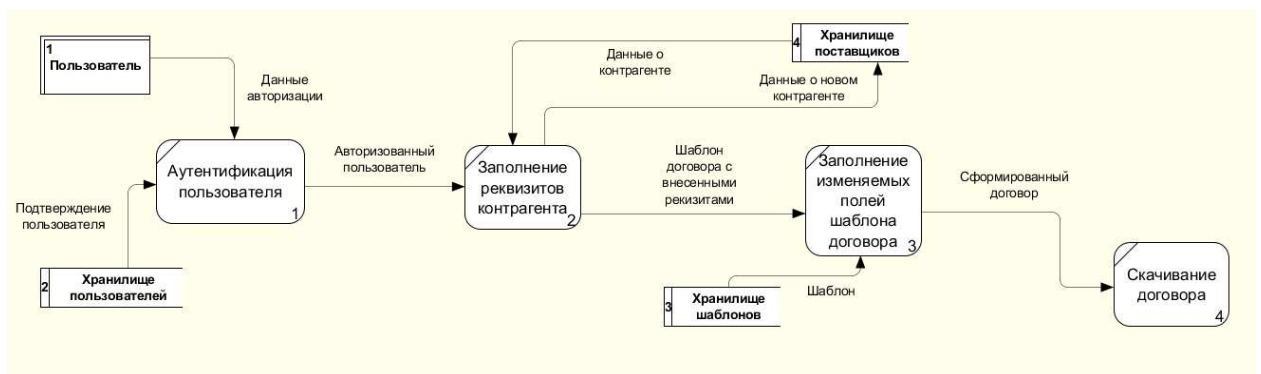 1
Пользователь
Данные
авторизации
Аутентификация
пользователя
1
Подтверждение
пользователя
2
Хранилище
пользователей
Авторизованный
пользователь
4
Хранилище
поставщиков
Данные о
контрагенте
Данные о новом
контрагенте
Заполнение
реквизитов
контрагента
2
Шаблон
договора с
внесенными
рекизитами
3
Хранилище
шаблонов
Шаблон
Заполнение
изменяемых
полей
шаблона
договора
3
Сформированный
договор
Скачивание
договора
4